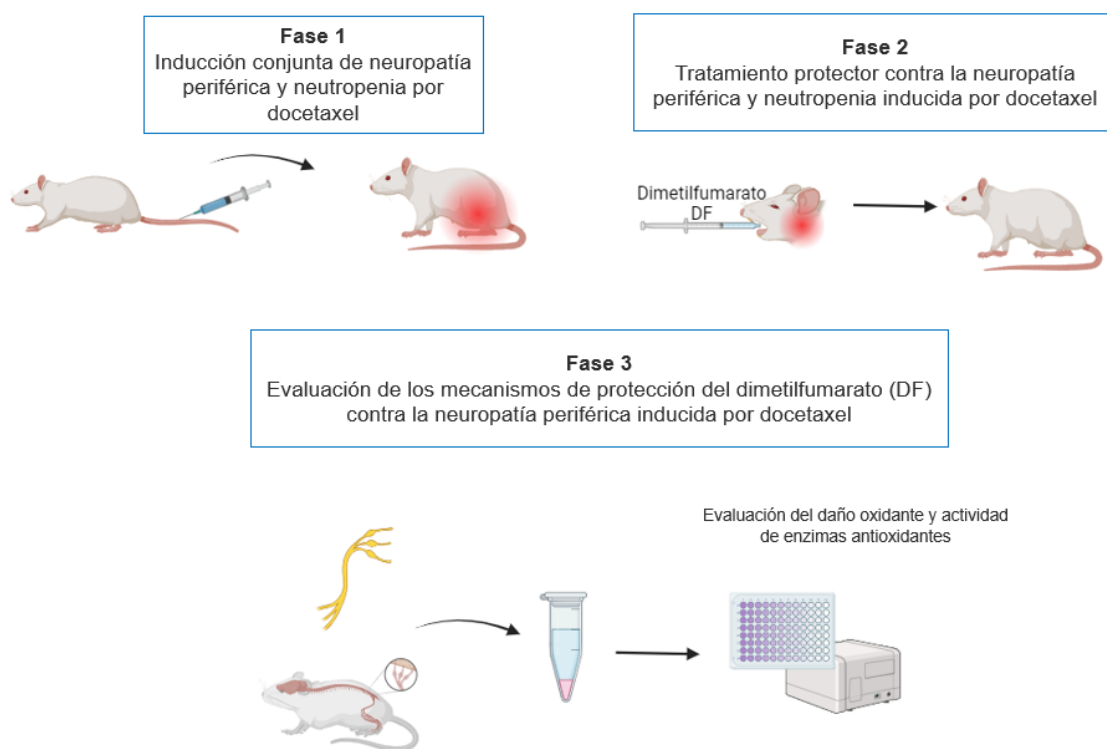 Fase 1
Inducción conjunta de neuropatía
periférica y neutropenia por
docetaxel
Fase 2
Tratamiento protector contra la neuropatía
periférica y neutropenia inducida por docetaxel
Dimetilfumarato
DF
Fase 3
Evaluación de los mecanismos de protección del dimetilfumarato (DF)
contra la neuropatía periférica inducida por docetaxel
Evaluación del daño oxidante y actividad
de enzimas antioxidantes